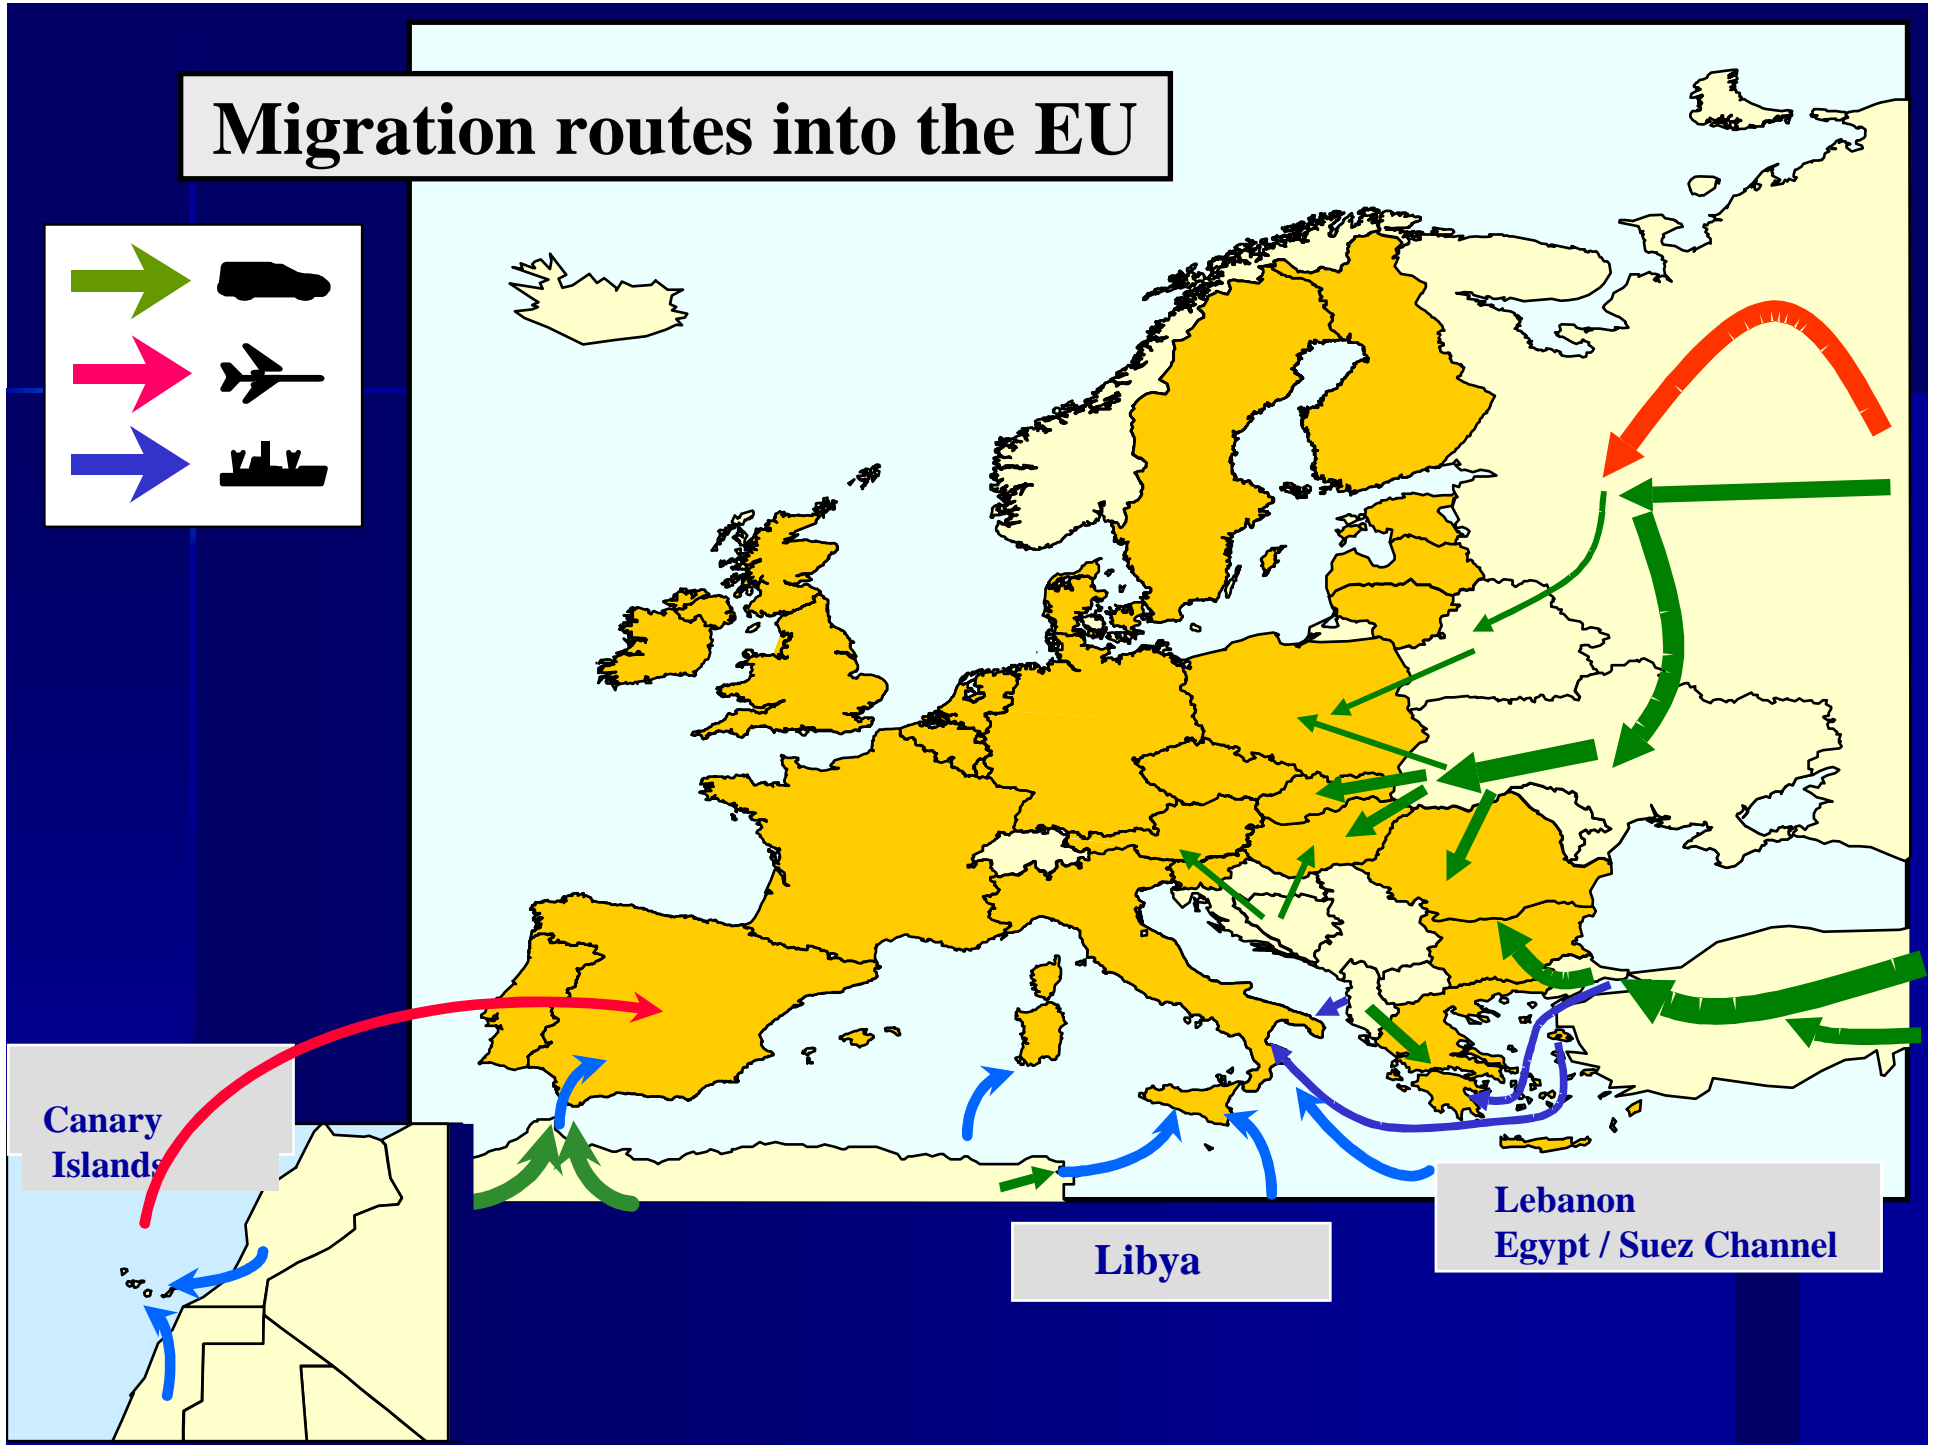 Migration routes into the EU
Canary
Islands
Libya
Lebanon
Egypt / Suez Channel